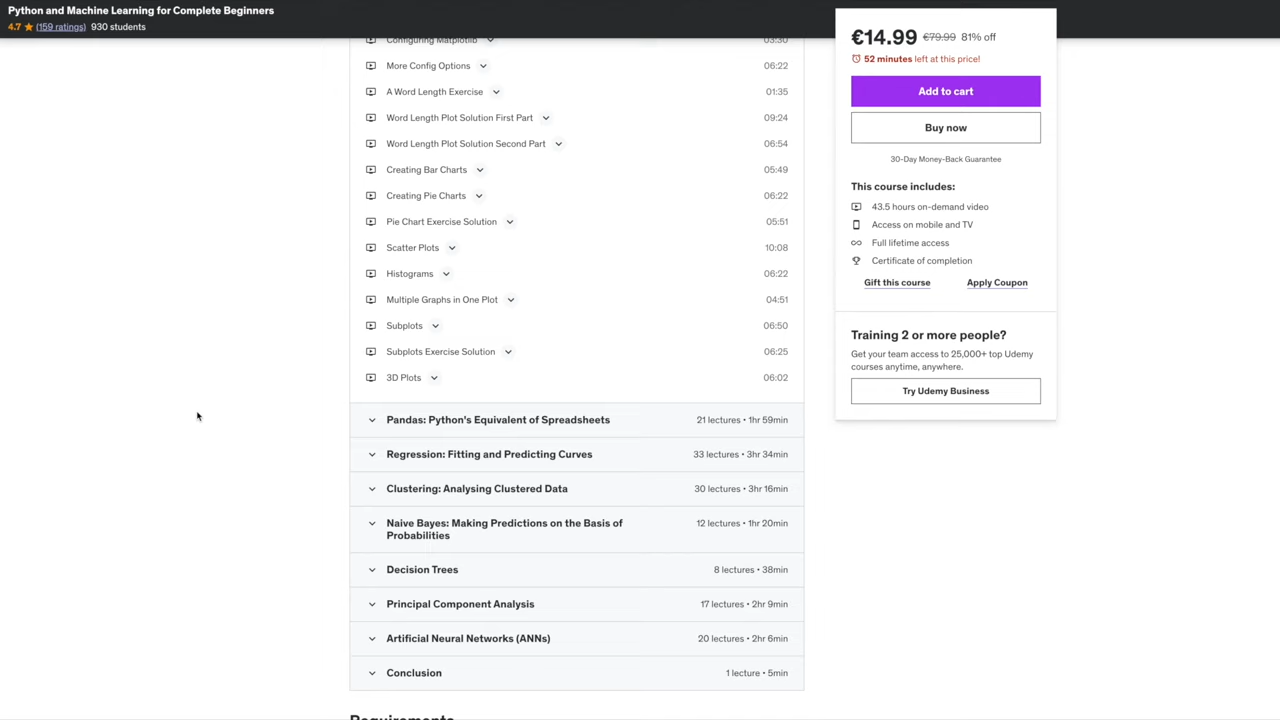 Python and Machine Learning for Complete Beginners
4.7 (159 ratings) 930 students
Configuring Matplotlib 03:30
More Config Options 06:22
A Word Length Exercise 01:35
Word Length Plot Solution First Part 09:24
Word Length Plot Solution Second Part 06:54
Creating Bar Charts 05:49
Creating Pie Charts 06:22
Pie Chart Exercise Solution 05:51
Scatter Plots 10:08
Histograms 06:22
Multiple Graphs in One Plot 04:51
Subplots 06:50
Subplots Exercise Solution 06:25
3D Plots 06:02
Pandas: Python's Equivalent of Spreadsheets 21 lectures • 1hr 59min
Regression: Fitting and Predicting Curves 33 lectures • 3hr 34min
Clustering: Analysing Clustered Data 30 lectures • 3hr 16min
Naive Bayes: Making Predictions on the Basis of 12 lectures • 1hr 20min
Probabilities
Decision Trees 8 lectures • 38min
Principal Component Analysis 17 lectures • 2hr 9min
Artificial Neural Networks (ANNs) 20 lectures • 2hr 6min
Conclusion 1 lecture • 5min
Requirements
€14.99 €79.99 81% off
52 minutes left at this price!
Add to cart
Buy now
30-Day Money-Back Guarantee
This course includes:
43.5 hours on-demand video
Access on mobile and TV
Full lifetime access
Certificate of completion
Gift this course Apply Coupon
Training 2 or more people?
Get your team access to 25,000+ top Udemy
courses anytime, anywhere.
Try Udemy Business